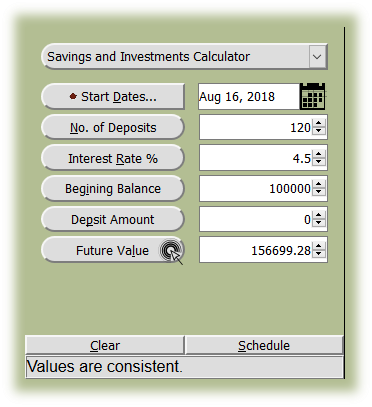 Savings and Investments Calculator
Start Dates... Aug 16, 2018
No. of Deposits 120
Interest Rate % 4.5
Begining Balance 100000
Depsit Amount 0
Future Value 156699.28
Clear Schedule
Values are consistent.